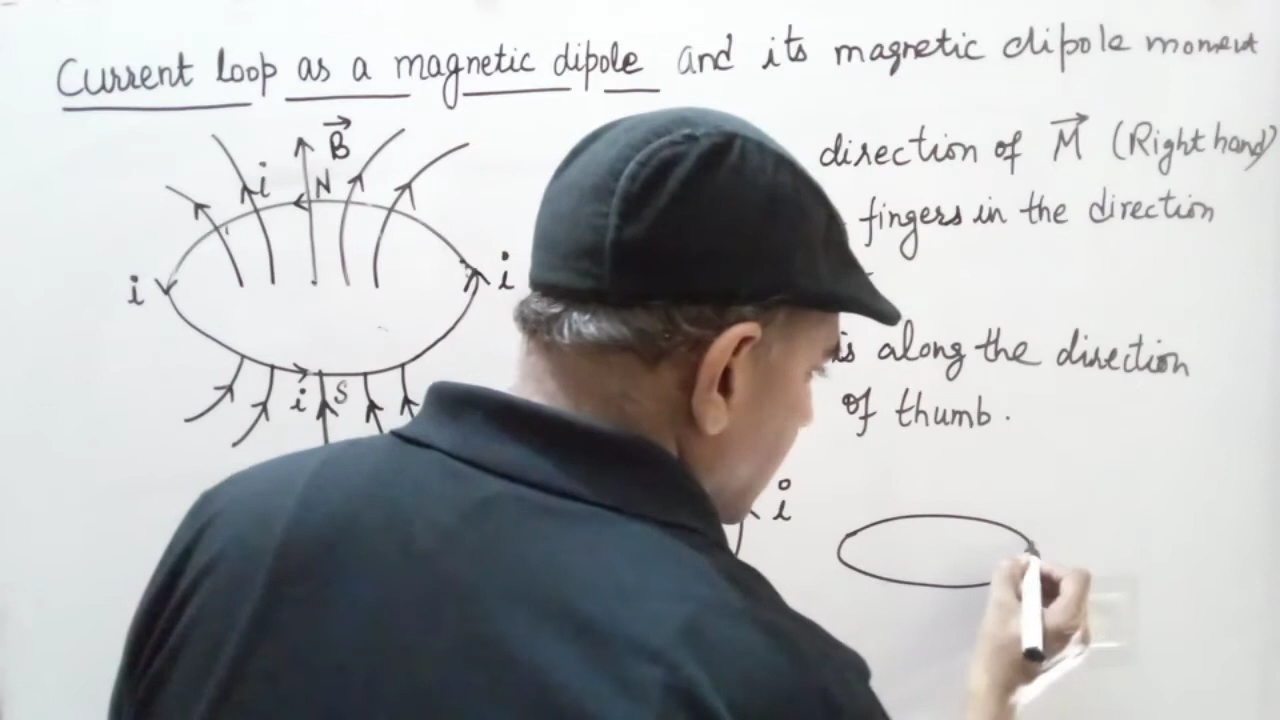 Current loop as a magnetic dipole and its magnetic dipole moment
B
i
N
i
i
i
S
direction of M (Right hand)
fingers in the direction
is along the direction
of thumb.
i